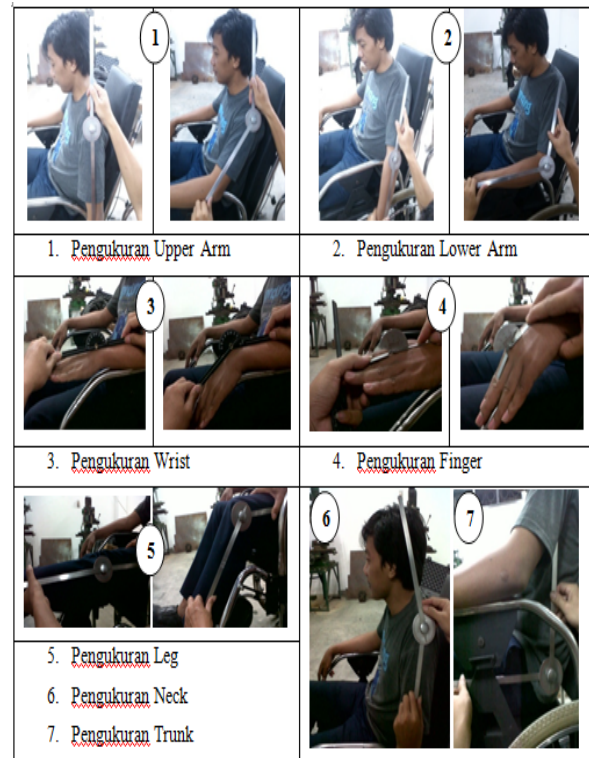 1
2
1. Pengukuran Upper Arm
2. Pengukuran Lower Arm
3
4
3. Pengukuran Wrist
4. Pengukuran Finger
5
6
7
5. Pengukuran Leg
6. Pengukuran Neck
7. Pengukuran Trunk